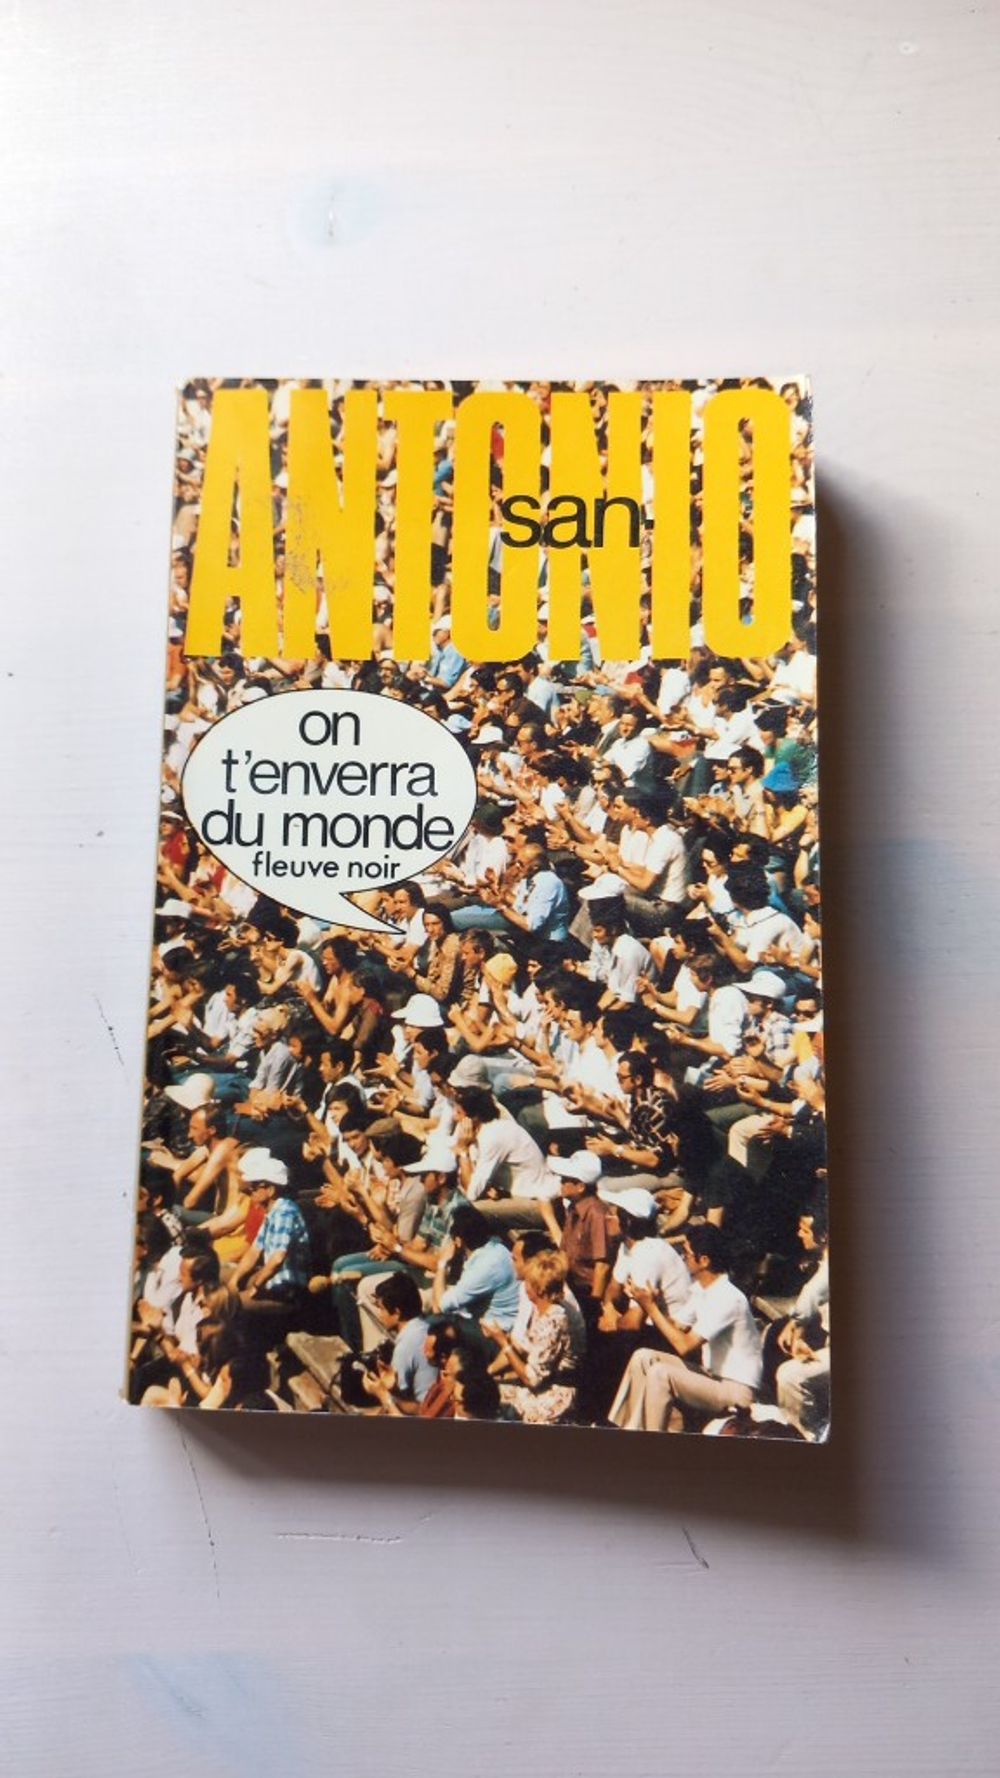 ANTONIO
san-
on
t'enverra
du monde
fleuve noir